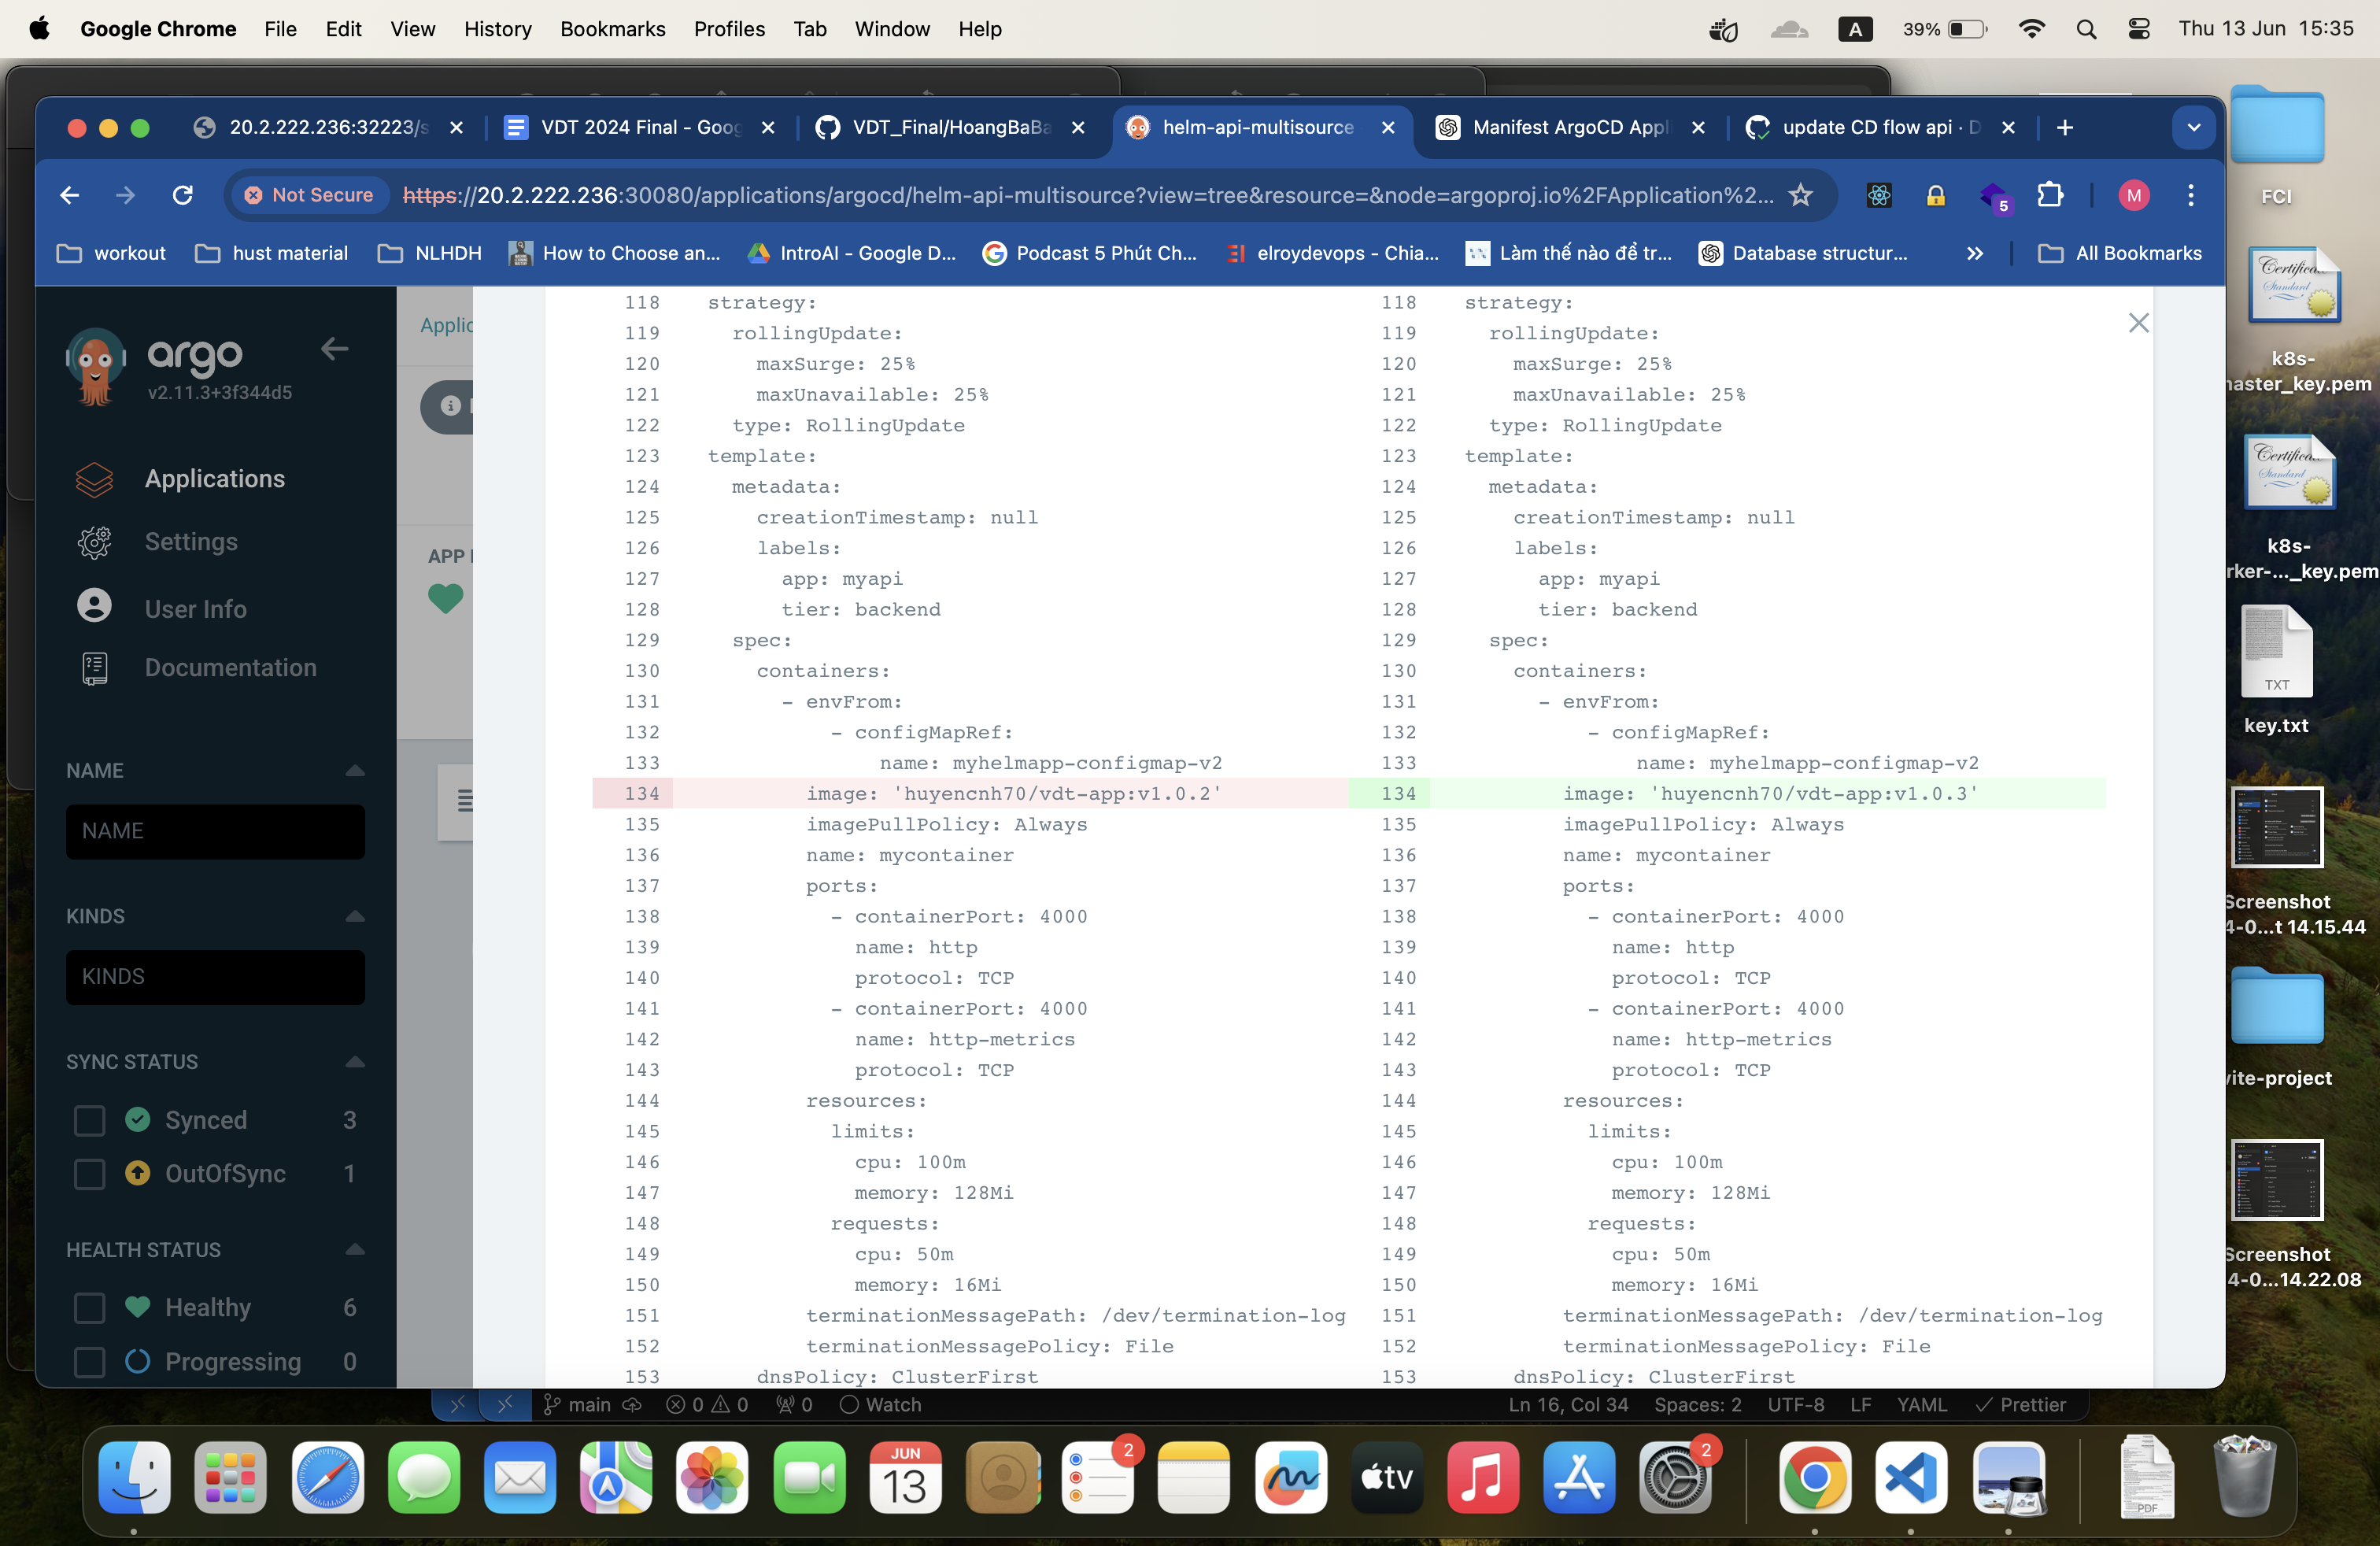 Google Chrome File Edit View History Bookmarks Profiles Tab Window Help
A 39% Thu 13 Jun 15:35
20.2.222.236:32223/s
VDT 2024 Final - Goog
VDT_Final/HoangBaBa
helm-api-multisource
Manifest ArgoCD Appl
update CD flow api · D
Not Secure https://20.2.222.236:30080/applications/argocd/helm-api-multisource?view=tree&resource=&node=argoproj.io%2FApplication%2...
5
M
workout hust material NLHDH How to Choose an... IntroAI - Google D... Podcast 5 Phút Ch... elroydevops - Chia... Làm thế nào để tr... Database structur... » All Bookmarks
argo
v2.11.3+3f344d5
Applications
Settings
User Info
Documentation
NAME
NAME
KINDS
KINDS
SYNC STATUS
Synced 3
OutOfSync 1
HEALTH STATUS
Healthy 6
Progressing 0
Applic
APP
118 strategy: 118 strategy:
119 rollingUpdate: 119 rollingUpdate:
120 maxSurge: 25% 120 maxSurge: 25%
121 maxUnavailable: 25% 121 maxUnavailable: 25%
122 type: RollingUpdate 122 type: RollingUpdate
123 template: 123 template:
124 metadata: 124 metadata:
125 creationTimestamp: null 125 creationTimestamp: null
126 labels: 126 labels:
127 app: myapi 127 app: myapi
128 tier: backend 128 tier: backend
129 spec: 129 spec:
130 containers: 130 containers:
131 - envFrom: 131 - envFrom:
132 - configMapRef: 132 - configMapRef:
133 name: myhelmapp-configmap-v2 133 name: myhelmapp-configmap-v2
134 image: 'huyencnh70/vdt-app:v1.0.2' 134 image: 'huyencnh70/vdt-app:v1.0.3'
135 imagePullPolicy: Always 135 imagePullPolicy: Always
136 name: mycontainer 136 name: mycontainer
137 ports: 137 ports:
138 - containerPort: 4000 138 - containerPort: 4000
139 name: http 139 name: http
140 protocol: TCP 140 protocol: TCP
141 - containerPort: 4000 141 - containerPort: 4000
142 name: http-metrics 142 name: http-metrics
143 protocol: TCP 143 protocol: TCP
144 resources: 144 resources:
145 limits: 145 limits:
146 cpu: 100m 146 cpu: 100m
147 memory: 128Mi 147 memory: 128Mi
148 requests: 148 requests:
149 cpu: 50m 149 cpu: 50m
150 memory: 16Mi 150 memory: 16Mi
151 terminationMessagePath: /dev/termination-log 151 terminationMessagePath: /dev/termination-log
152 terminationMessagePolicy: File 152 terminationMessagePolicy: File
153 dnsPolicy: ClusterFirst 153 dnsPolicy: ClusterFirst
FCI
k8s-
naster_key.pem
k8s-
rker-..._key.pem
TXT
key.txt
Screenshot
4-0...t 14.15.44
vite-project
Screenshot
4-0...14.22.08
main 0 0 0 Watch Ln 16, Col 34 Spaces: 2 UTF-8 LF YAML Prettier
JUN
13
2
tv
2
PDF